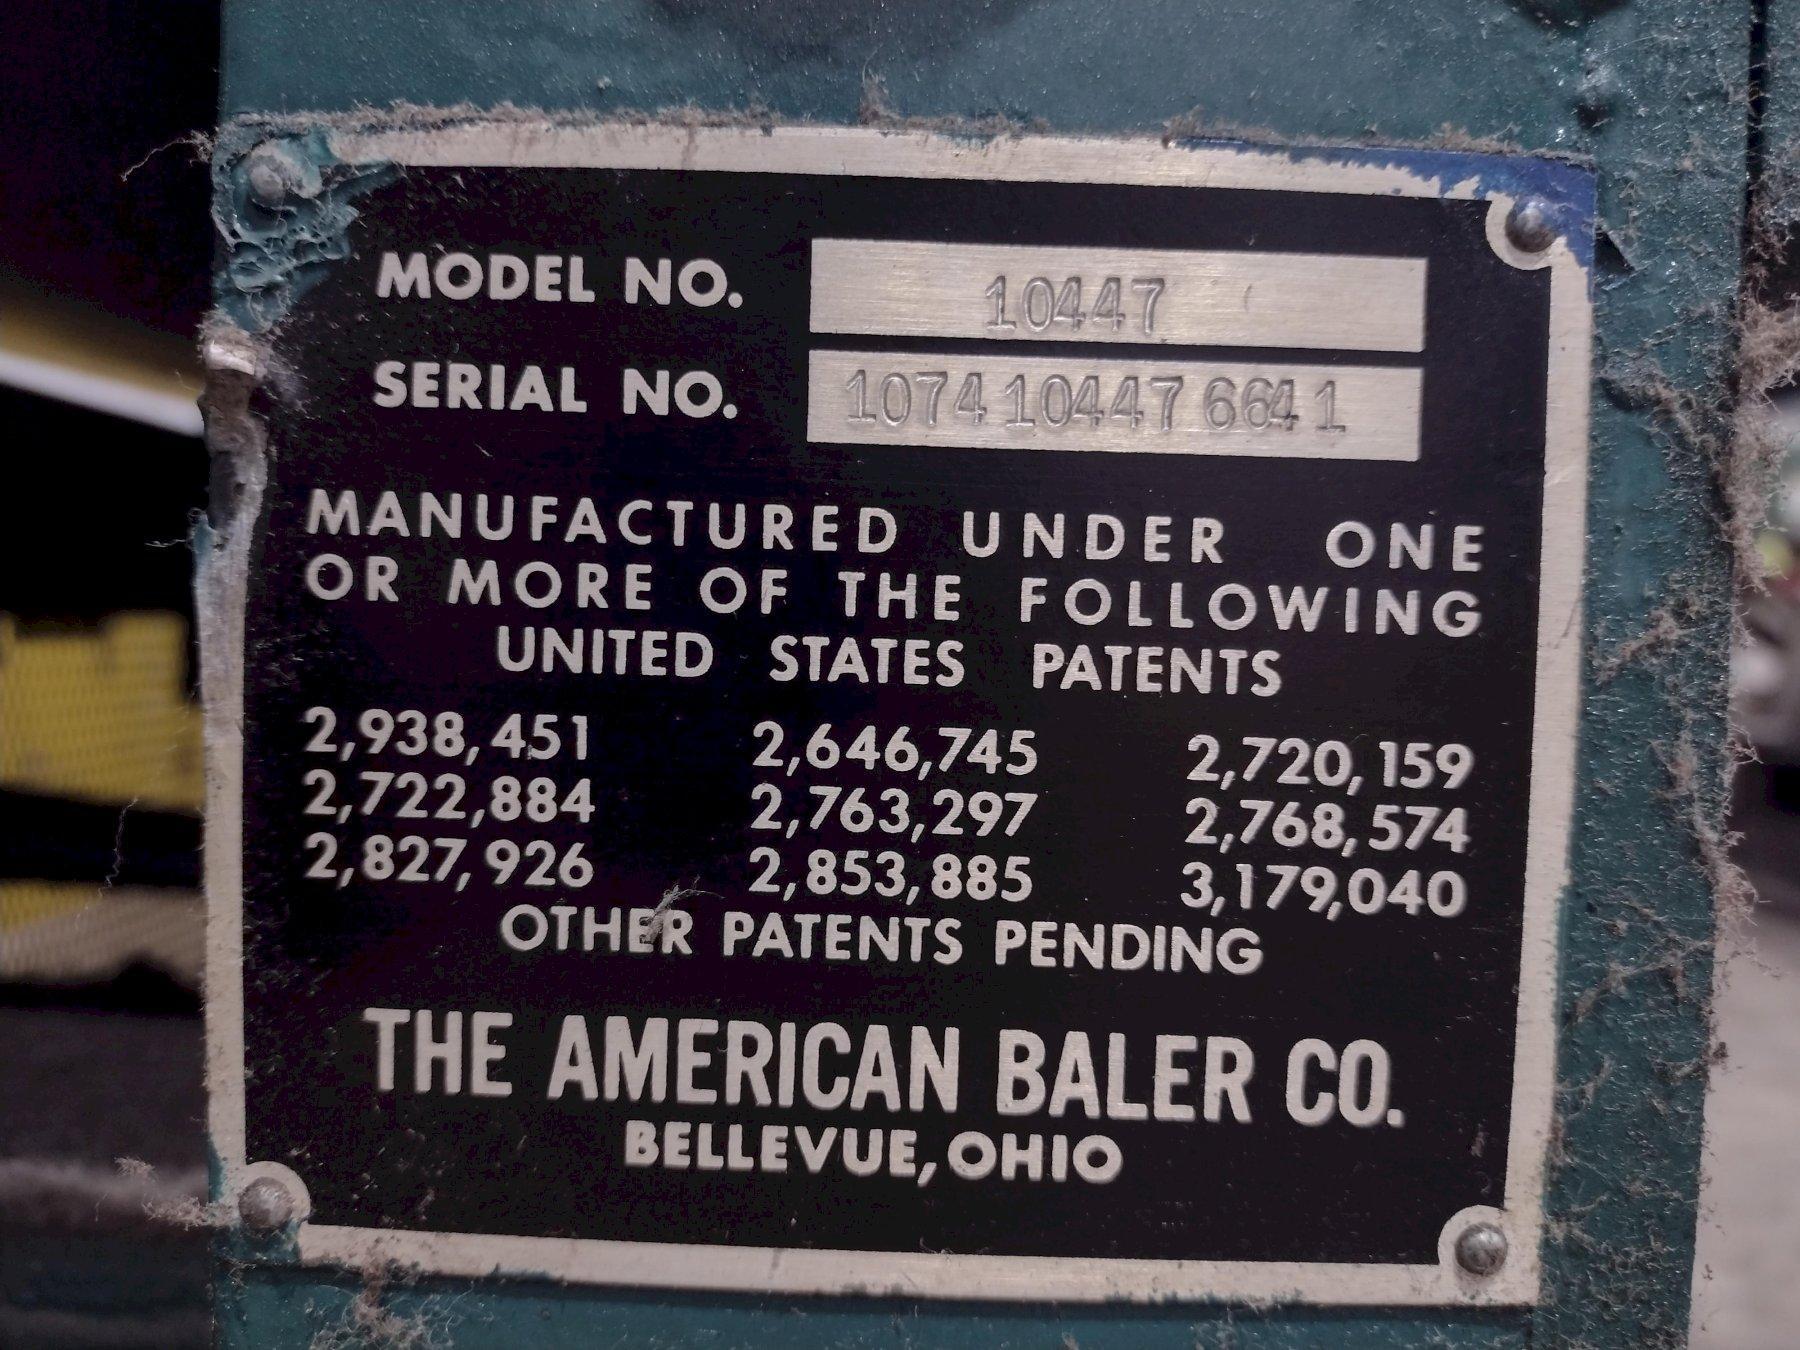 MODEL NO. 10447
SERIAL NO. 1074 10447 6641
MANUFACTURED UNDER ONE
OR MORE OF THE FOLLOWING
UNITED STATES PATENTS
2,938,451 2,646,745 2,720,159
2,722,884 2,763,297 2,768,574
2,827,926 2,853,885 3,179,040
OTHER PATENTS PENDING
THE AMERICAN BALER CO.
BELLEVUE, OHIO